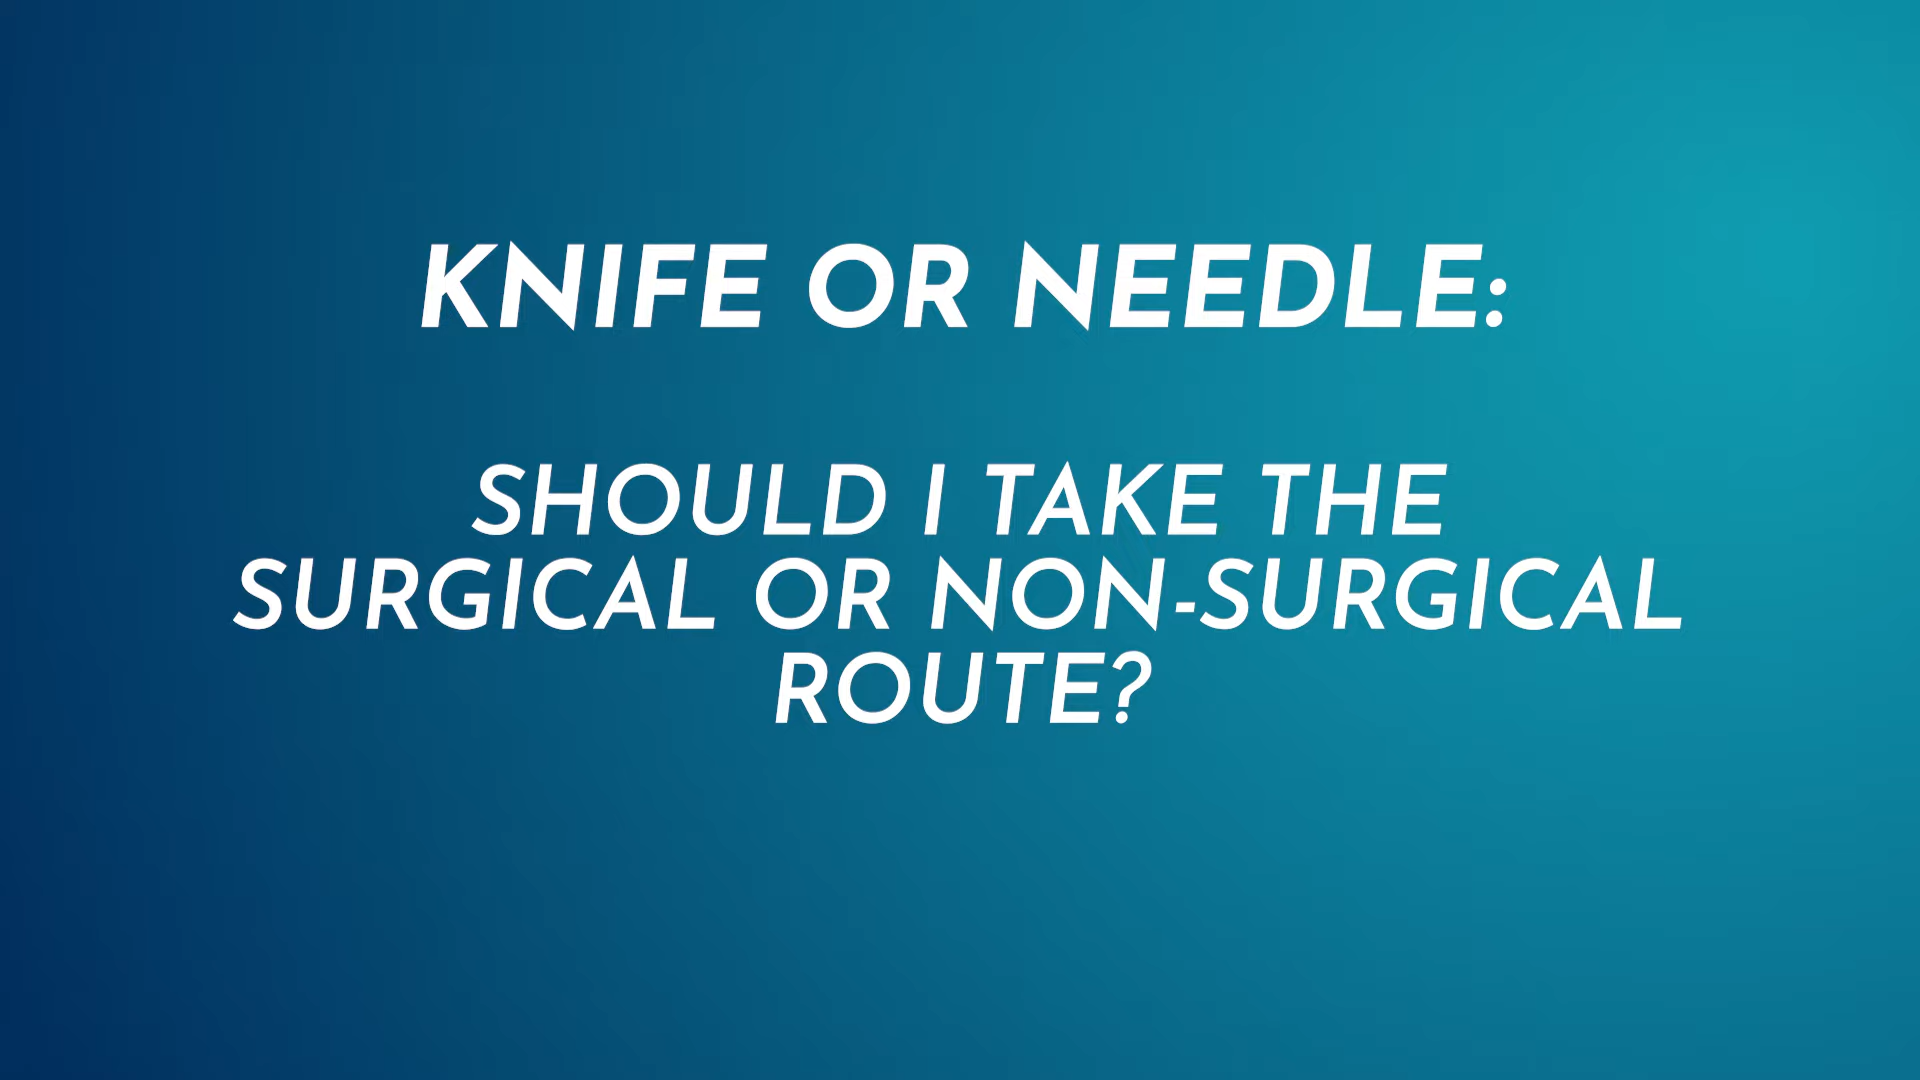 KNIFE OR NEEDLE:
SHOULD I TAKE THE
SURGICAL OR NON-SURGICAL
ROUTE?